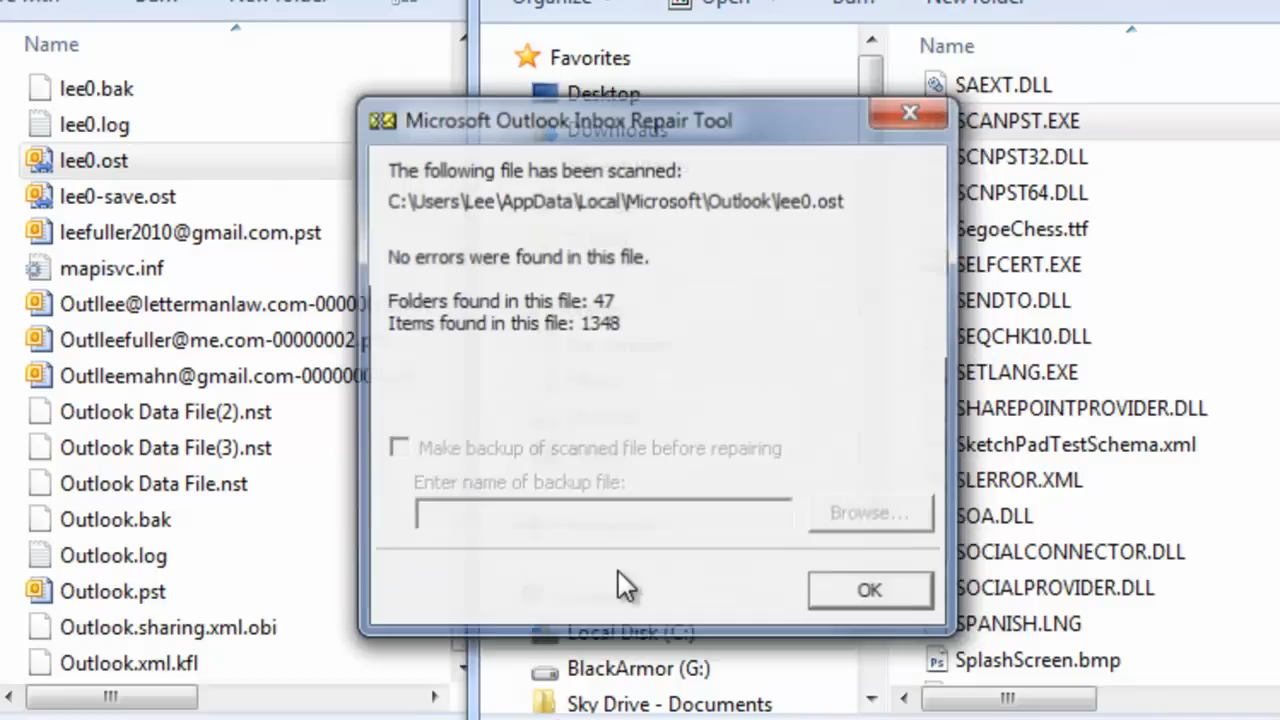 Organize
Open
Burn
New folder
Name
lee0.bak
lee0.log
lee0.ost
lee0-save.ost
leefuller2010@gmail.com.pst
mapisvc.inf
Outllee@lettermanlaw.com-00000
Outlleefuller@me.com-00000002.p
Outlleemahn@gmail.com-000000
Outlook Data File(2).nst
Outlook Data File(3).nst
Outlook Data File.nst
Outlook.bak
Outlook.log
Outlook.pst
Outlook.sharing.xml.obi
Outlook.xml.kfl
Favorites
Desktop
Downloads
Microsoft Outlook Inbox Repair Tool
The following file has been scanned:
C:\Users\Lee\AppData\Local\Microsoft\Outlook\lee0.ost
No errors were found in this file.
Folders found in this file: 47
Items found in this file: 1348
Make backup of scanned file before repairing
Enter name of backup file:
Browse...
OK
Local Disk (C:)
BlackArmor (G:)
Sky Drive - Documents
Name
SAEXT.DLL
SCANPST.EXE
SCNPST32.DLL
SCNPST64.DLL
SegoeChess.ttf
SELFCERT.EXE
SENDTO.DLL
SEQCHK10.DLL
SETLANG.EXE
SHAREPOINTPROVIDER.DLL
SketchPadTestSchema.xml
SLERROR.XML
SOA.DLL
SOCIALCONNECTOR.DLL
SOCIALPROVIDER.DLL
SPANISH.LNG
SplashScreen.bmp